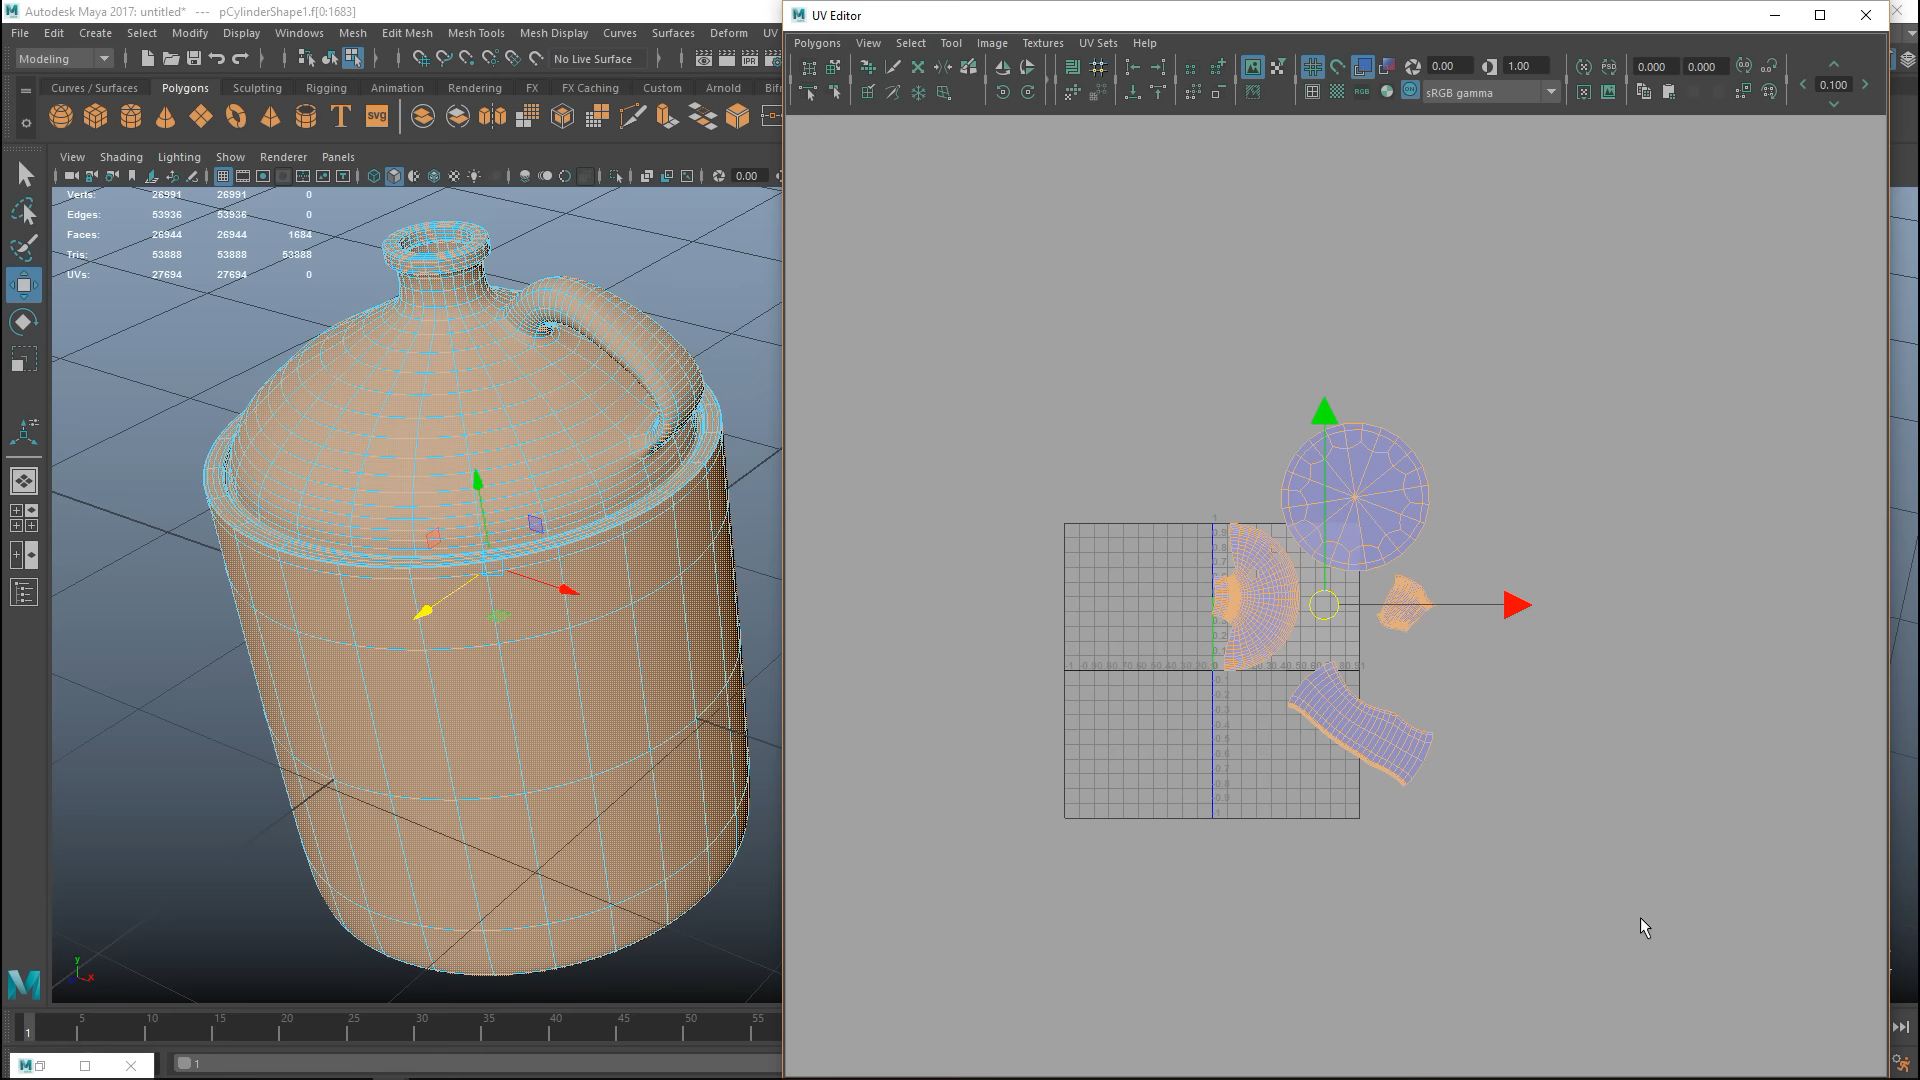 Autodesk Maya 2017: untitled* --- pCylinderShape1.f[0:1683]
UV Editor
File Edit Create Select Modify Display Windows Mesh Edit Mesh Mesh Tools Mesh Display Curves Surfaces Deform UV
Polygons View Select Tool Image Textures UV Sets Help
Modeling No Live Surface
0.00 1.00 0.000 0.000 0.100
RGB sRGB gamma
Curves / Surfaces Polygons Sculpting Rigging Animation Rendering FX FX Caching Custom Arnold
T svg
View Shading Lighting Show Renderer Panels
0.00
Verts: 26991 26991 0
Edges: 53936 53936 0
Faces: 26944 26944 1684
Tris: 53888 53888 53888
UVs: 27694 27694 0
y
x
5 10 15 20 25 30 35 40 45 50 55
1
1